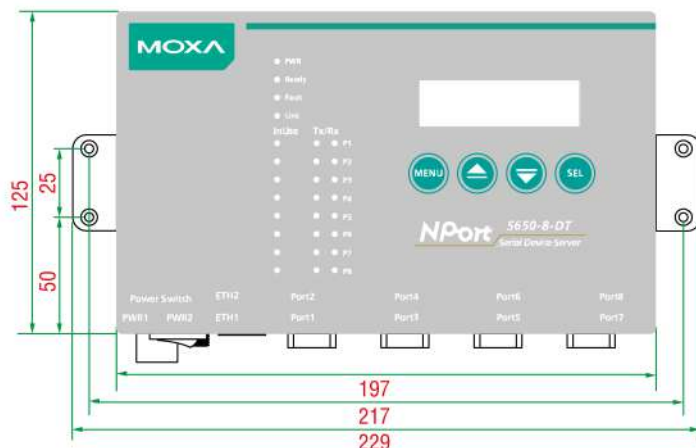 MOXA
PWR
Ready
Fault
Link
InUse Tx/Rx
P1
P2
P3
P4
P5
P6
P7
P8
MENU SEL
NPort 5650-8-DT
Serial Device Server
Power Switch ETH2 Port2 Port4 Port6 Port8
PWR1 PWR2 ETH1 Port1 Port3 Port5 Port7
125
25
50
197
217
229